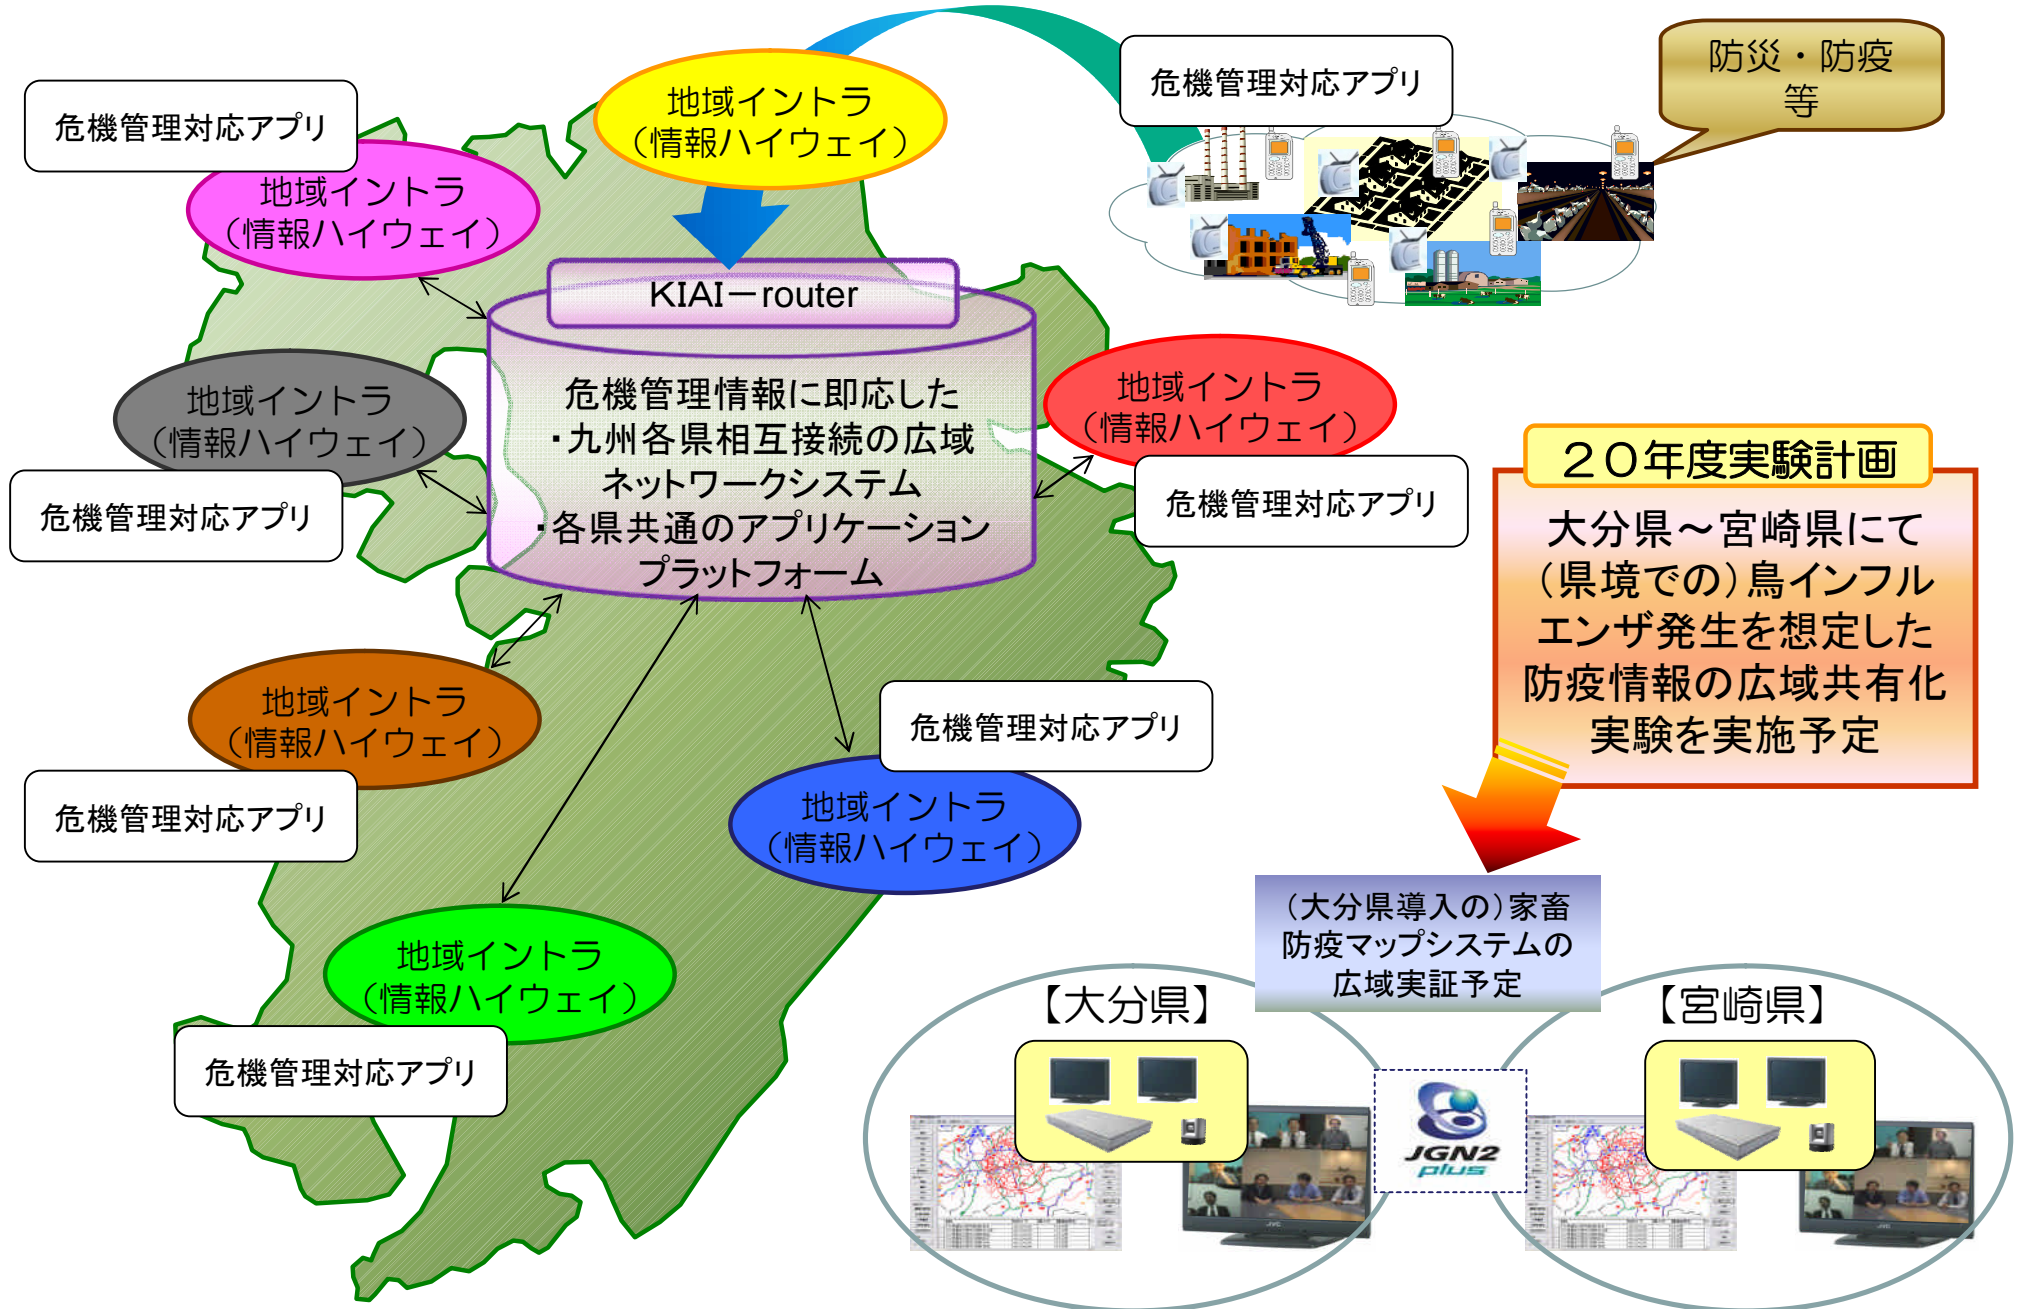 危機管理対応アプリ
地域イントラ
（情報ハイウェイ）
地域イントラ
（情報ハイウェイ）
危機管理対応アプリ
防災・防疫
等
KIAI－router
危機管理情報に即応した
・九州各県相互接続の広域
ネットワークシステム
・各県共通のアプリケーション
プラットフォーム
地域イントラ
（情報ハイウェイ）
危機管理対応アプリ
地域イントラ
（情報ハイウェイ）
危機管理対応アプリ
地域イントラ
（情報ハイウェイ）
危機管理対応アプリ
危機管理対応アプリ
地域イントラ
（情報ハイウェイ）
地域イントラ
（情報ハイウェイ）
危機管理対応アプリ
２０年度実験計画
大分県～宮崎県にて
（県境での）鳥インフル
エンザ発生を想定した
防疫情報の広域共有化
実験を実施予定
（大分県導入の）家畜
防疫マップシステムの
広域実証予定
【大分県】
【宮崎県】
JGN2
plus
JVC
JVC